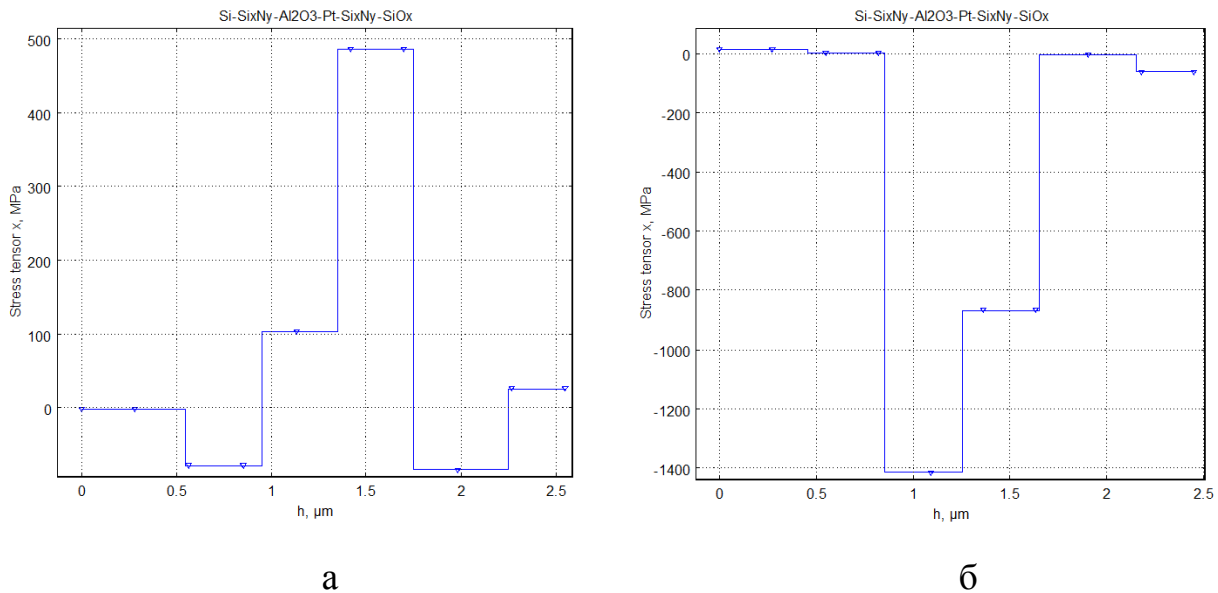 Si-SixNy-Al2O3-Pt-SixNy-SiOx
500
400
300
200
100
0
Stress tensor x, MPa
0 0.5 1 1.5 2 2.5
h, µm
а
Si-SixNy-Al2O3-Pt-SixNy-SiOx
0
-200
-400
-600
-800
-1000
-1200
-1400
Stress tensor x, MPa
0 0.5 1 1.5 2 2.5
h, µm
б